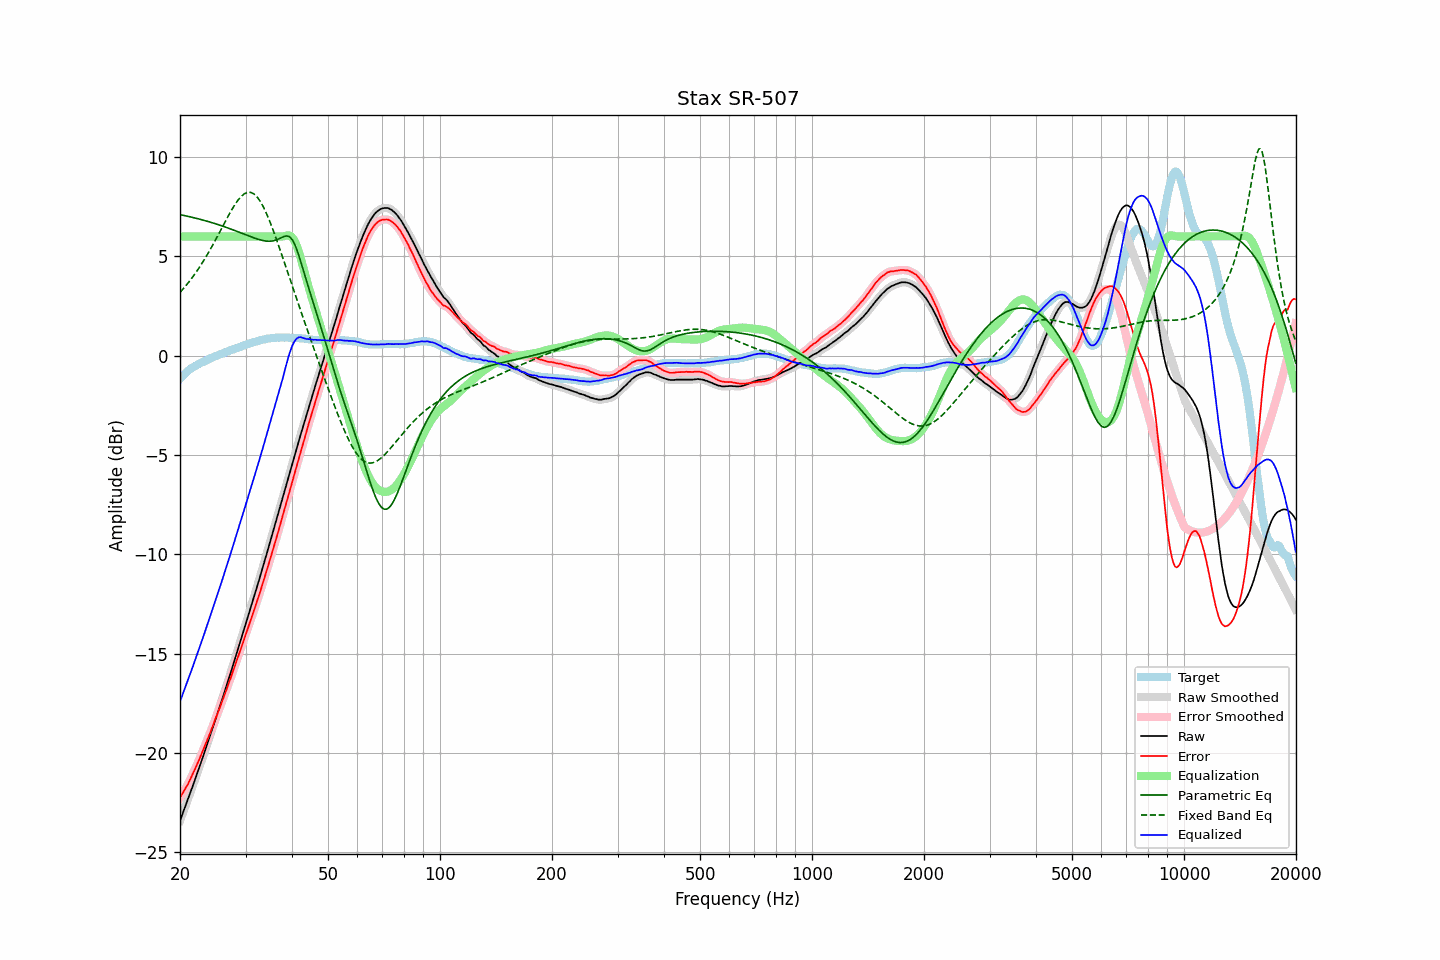 Stax SR-507
10
5
0
−5
−10
−15
−20
−25
Amplitude (dBr)
20
50
100
200
500
1000
2000
5000
10000
20000
Frequency (Hz)
Target
Raw Smoothed
Error Smoothed
Raw
Error
Equalization
Parametric Eq
Fixed Band Eq
Equalized